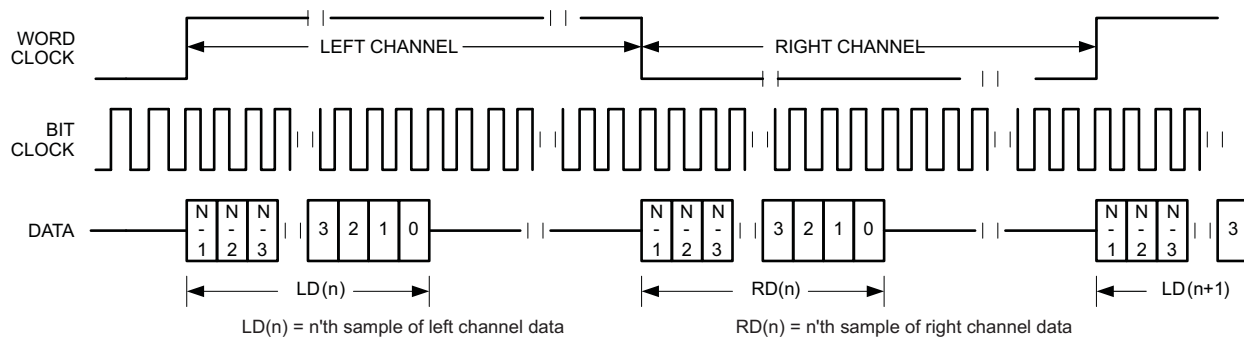 WORD
CLOCK
LEFT CHANNEL
RIGHT CHANNEL
BIT
CLOCK
DATA
N-1 N-2 N-3 3 2 1 0 N-1 N-2 N-3 3 2 1 0 N-1 N-2 N-3 3
LD(n) RD(n) LD(n+1)
LD(n) = n'th sample of left channel data
RD(n) = n'th sample of right channel data